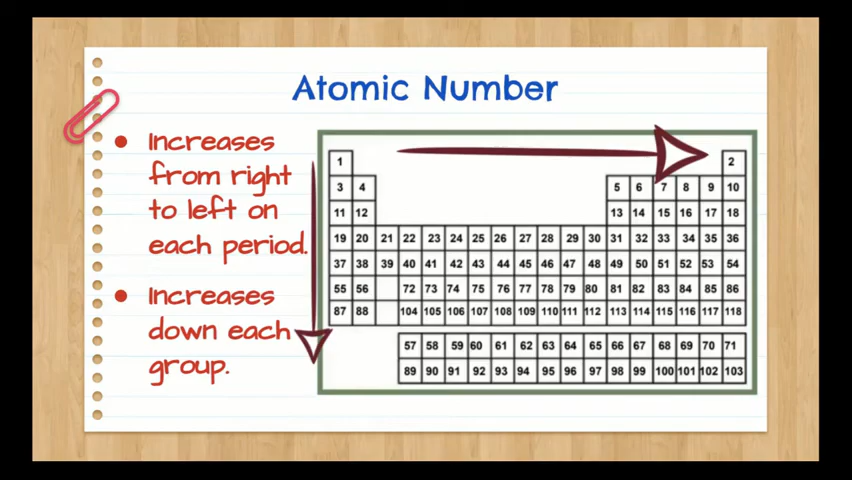 Atomic Number
● Increases
from right
to left on
each period.
● Increases
down each
group.
1 2
3 4 5 6 7 8 9 10
11 12 13 14 15 16 17 18
19 20 21 22 23 24 25 26 27 28 29 30 31 32 33 34 35 36
37 38 39 40 41 42 43 44 45 46 47 48 49 50 51 52 53 54
55 56 72 73 74 75 76 77 78 79 80 81 82 83 84 85 86
87 88 104 105 106 107 108 109 110 111 112 113 114 115 116 117 118
57 58 59 60 61 62 63 64 65 66 67 68 69 70 71
89 90 91 92 93 94 95 96 97 98 99 100 101 102 103